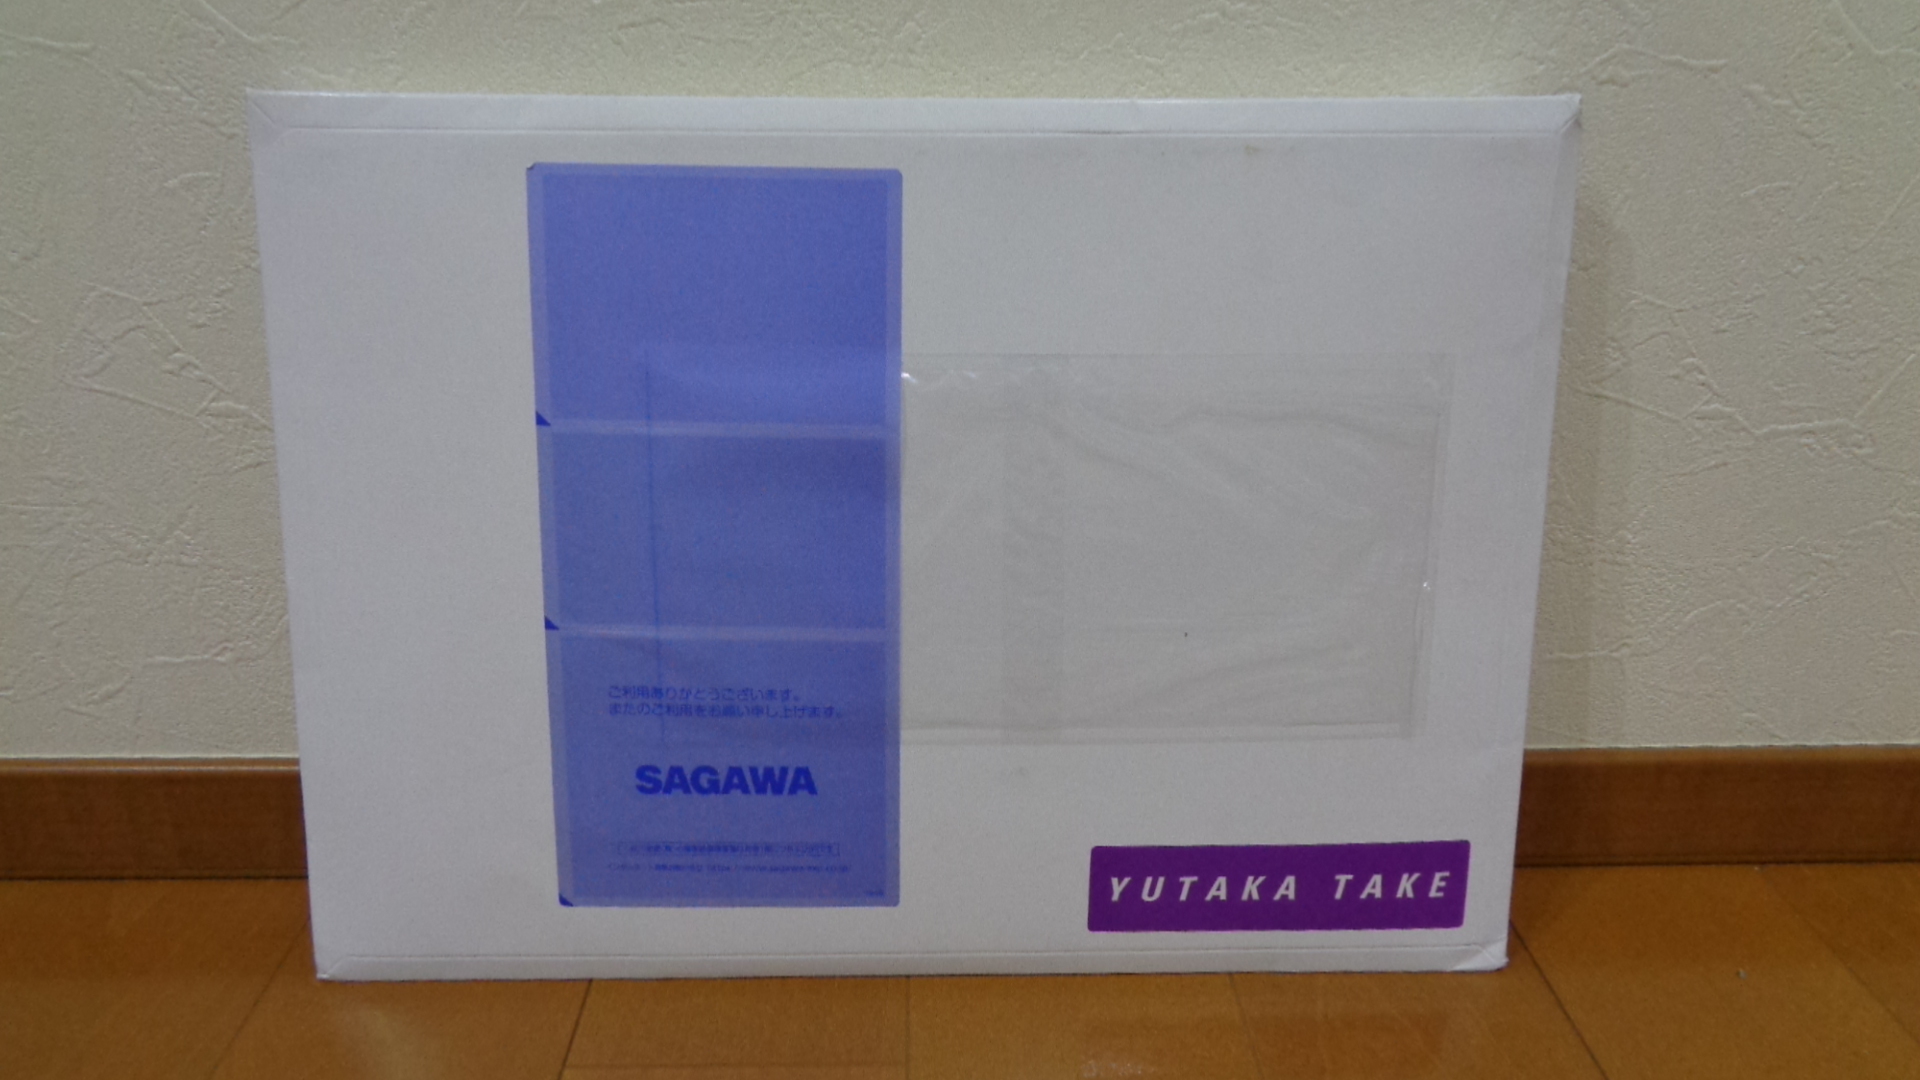 ご利用ありがとうございます。
またのご利用をお願い申し上げます。
SAGAWA
YUTAKA TAKE